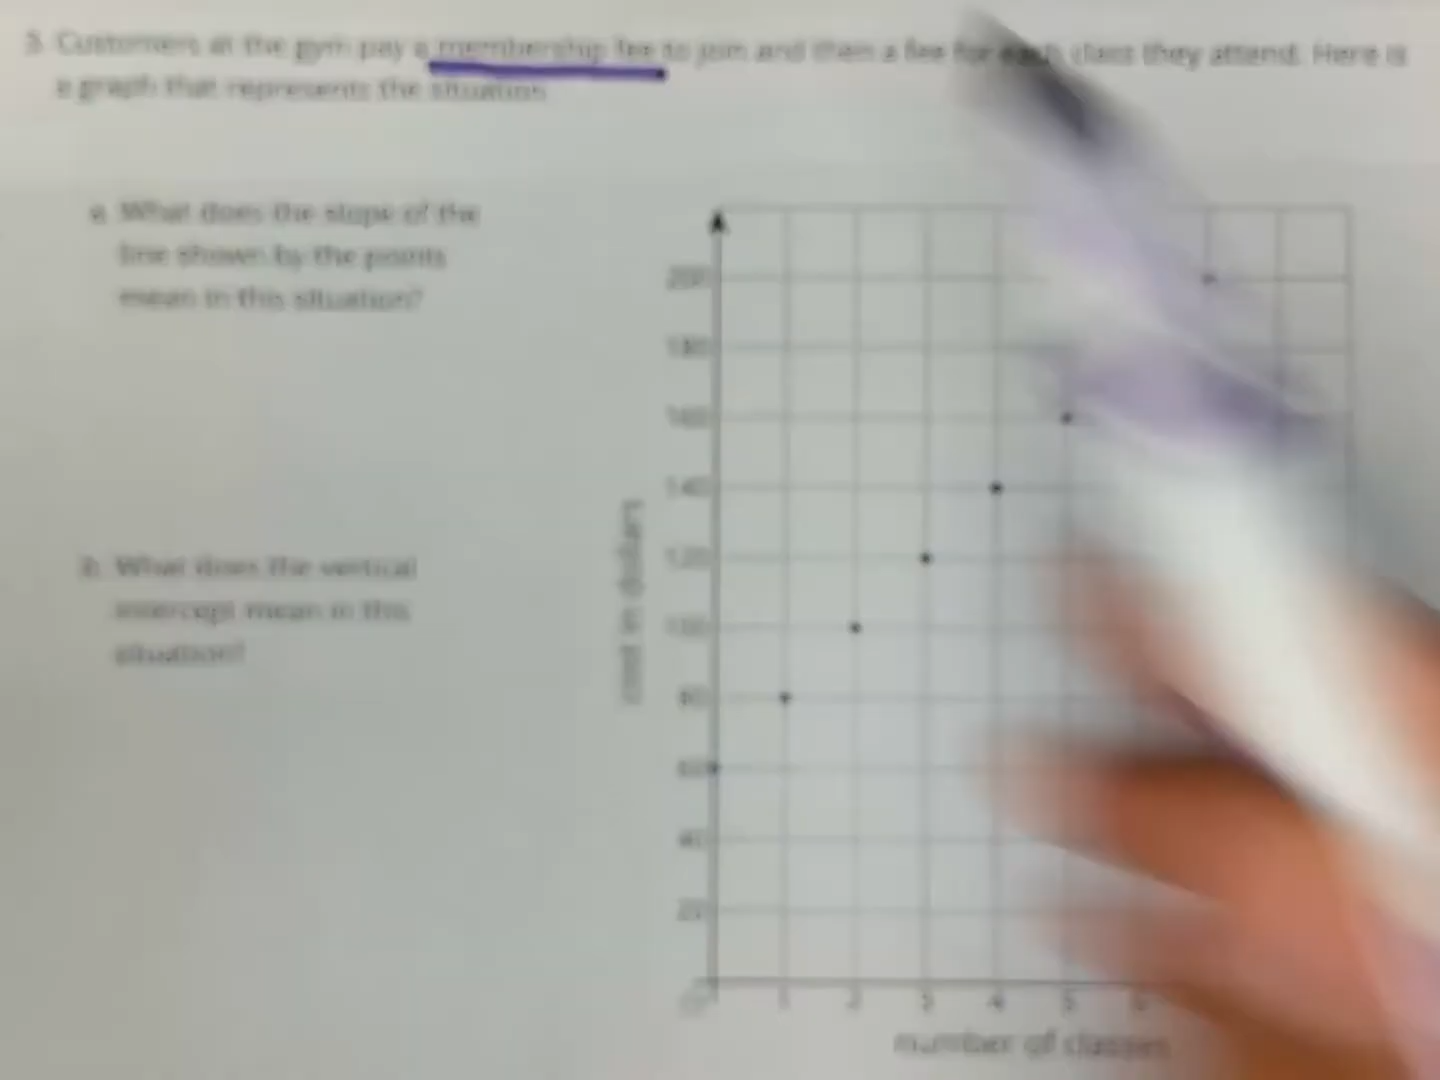 3. Customers at the gym pay a membership fee to join and then a fee for each class they attend. Here is
a graph that represents the situation.
a. What does the slope of the
line shown by the points
mean in this situation?
b. What does the vertical
intercept mean in this
situation?
cost in dollars
200
180
160
140
120
100
80
60
40
20
1 2 3 4 5 6
number of classes